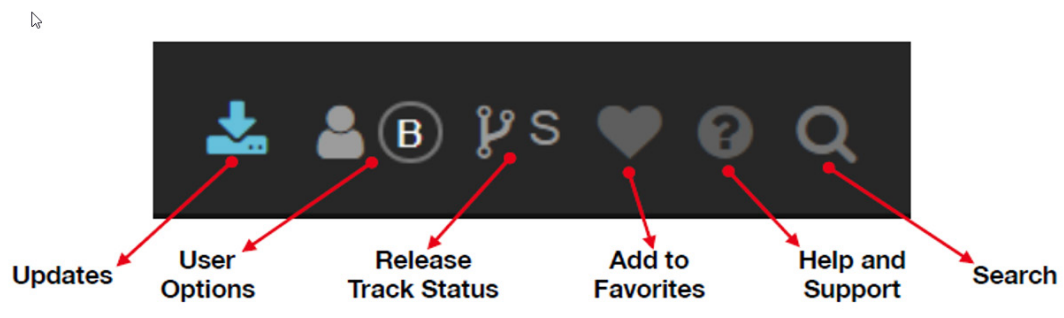 B S ?
Updates
User
Options
Release
Track Status
Add to
Favorites
Help and
Support
Search